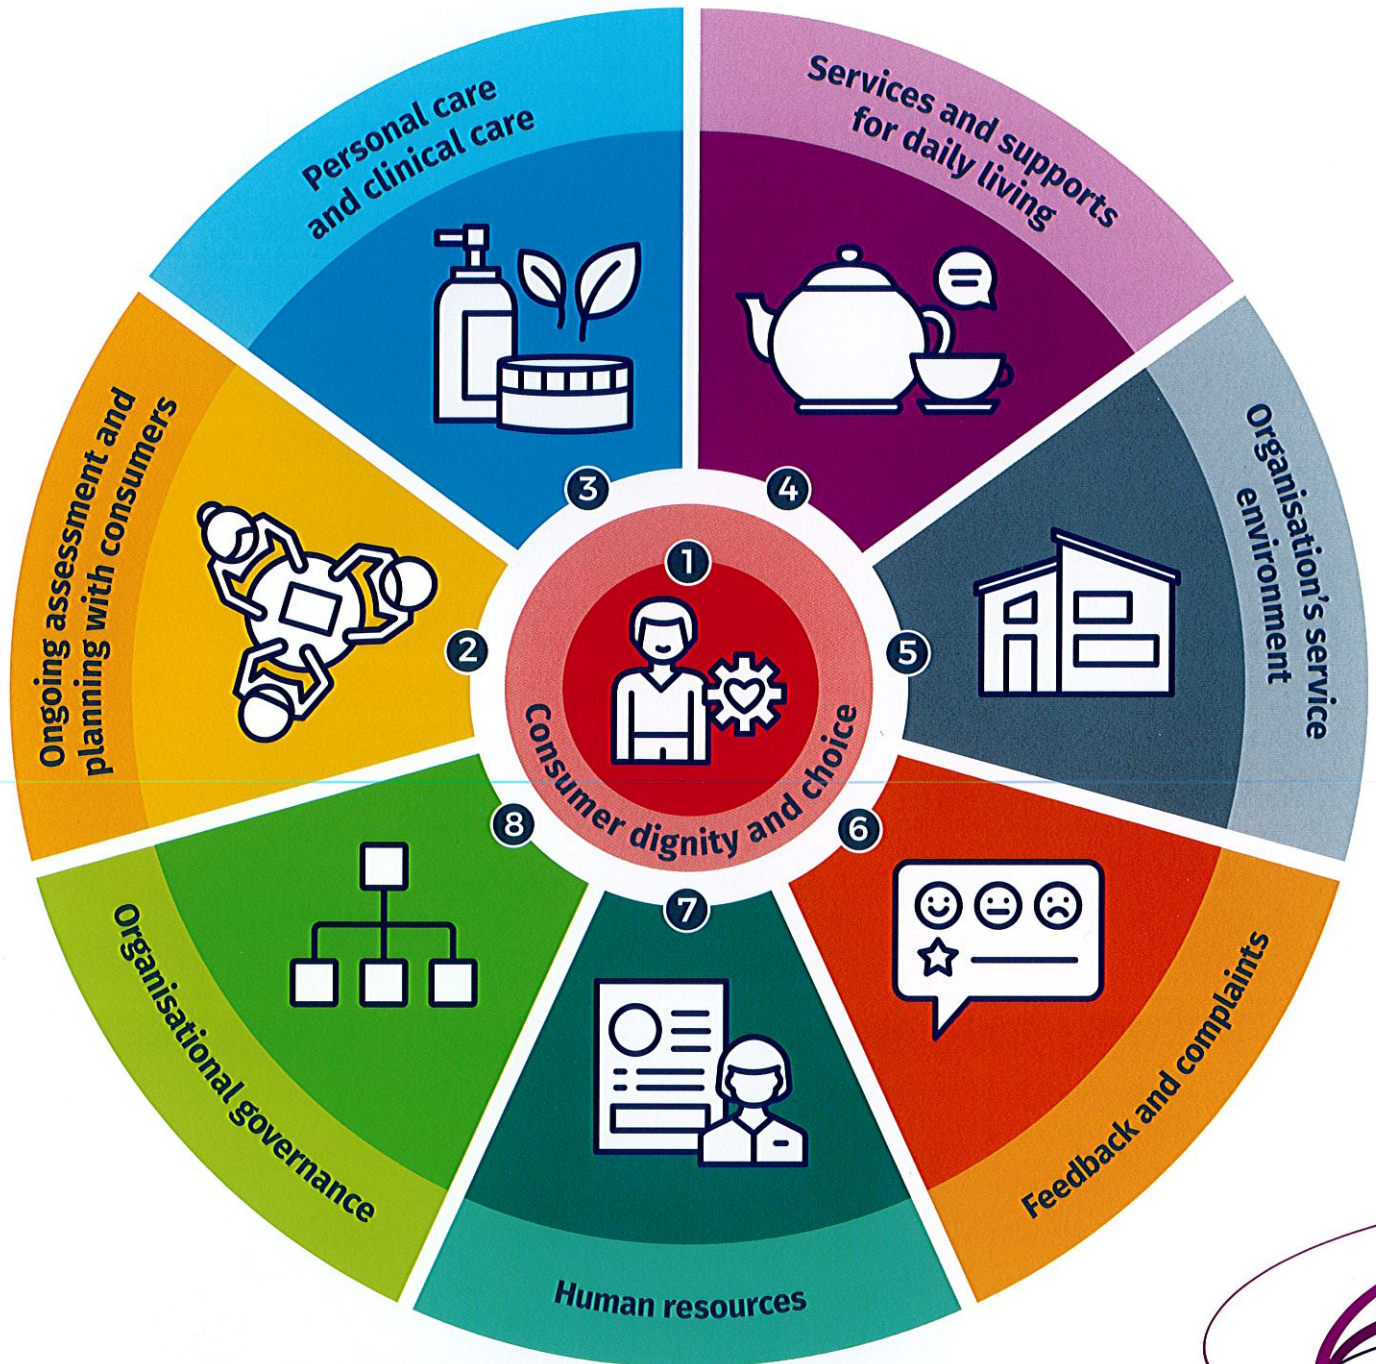 1
Consumer dignity and choice
2
Ongoing assessment and
planning with consumers
3
Personal care
and clinical care
4
Services and supports
for daily living
5
Organisation's service
environment
6
Feedback and complaints
7
Human resources
8
Organisational governance